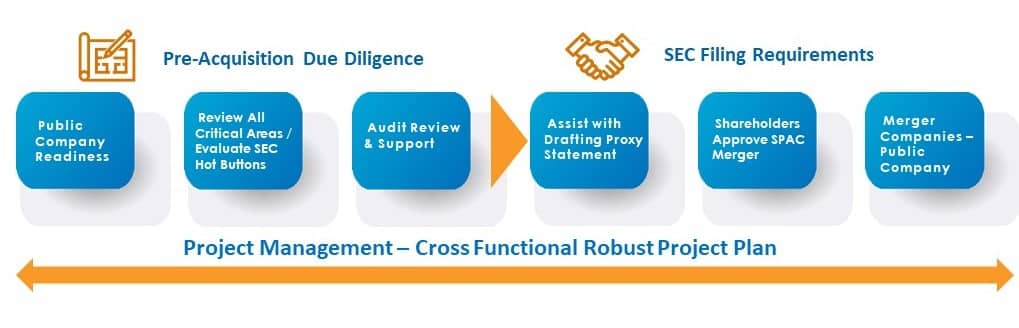 Pre-Acquisition Due Diligence
SEC Filing Requirements
Public
Company
Readiness
Review All
Critical Areas /
Evaluate SEC
Hot Buttons
Audit Review
& Support
Assist with
Drafting Proxy
Statement
Shareholders
Approve SPAC
Merger
Merger
Companies –
Public
Company
Project Management – Cross Functional Robust Project Plan